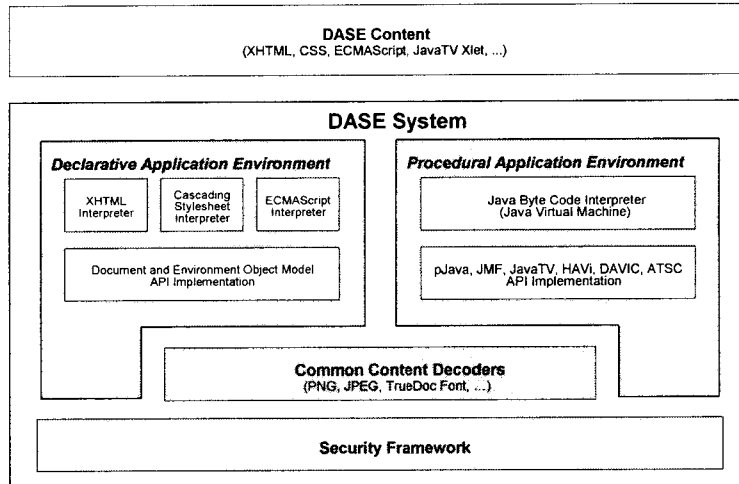 DASE Content
(XHTML, CSS, ECMAScript, JavaTV Xlet, ...)
DASE System
Declarative Application Environment
XHTML
Interpreter
Cascading
Stylesheet
Interpreter
ECMAScript
Interpreter
Document and Environment Object Model
API Implementation
Procedural Application Environment
Java Byte Code Interpreter
(Java Virtual Machine)
pJava, JMF, JavaTV, HAVi, DAVIC, ATSC
API Implementation
Common Content Decoders
(PNG, JPEG, TrueDoc Font, ...)
Security Framework